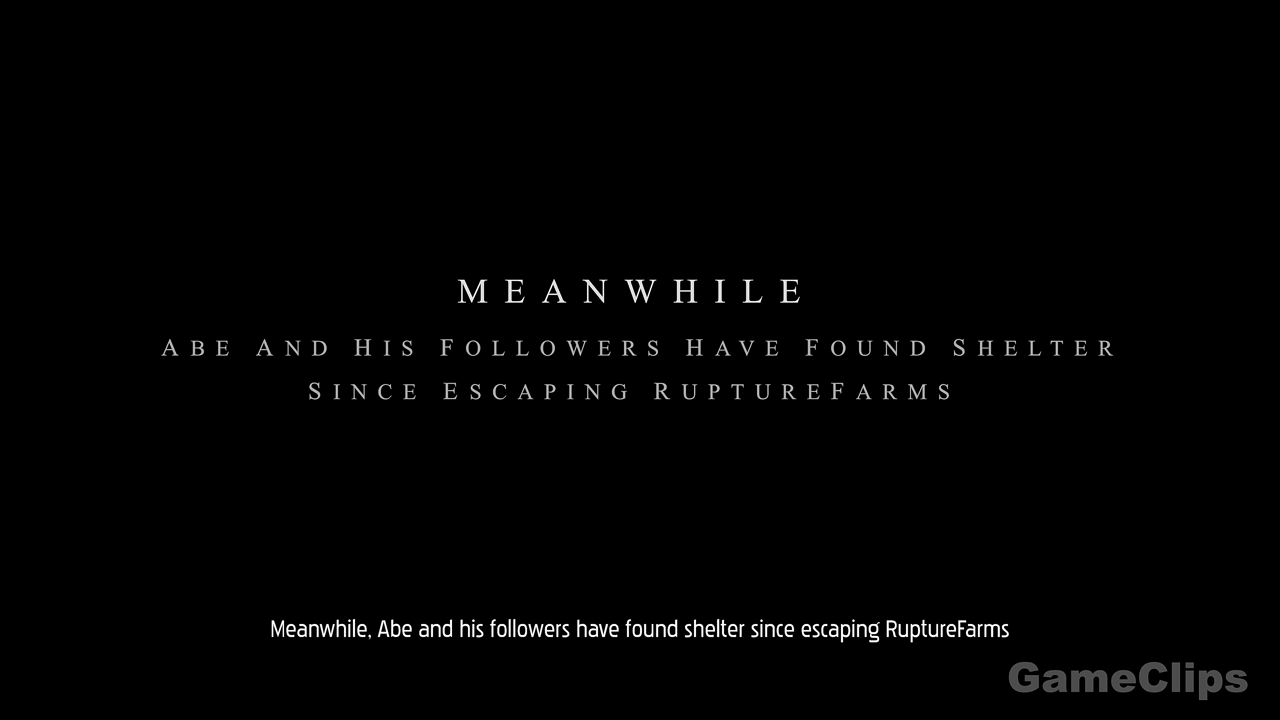 MEANWHILE
ABE AND HIS FOLLOWERS HAVE FOUND SHELTER
SINCE ESCAPING RUPTUREFARMS
Meanwhile, Abe and his followers have found shelter since escaping RuptureFarms
GameClips